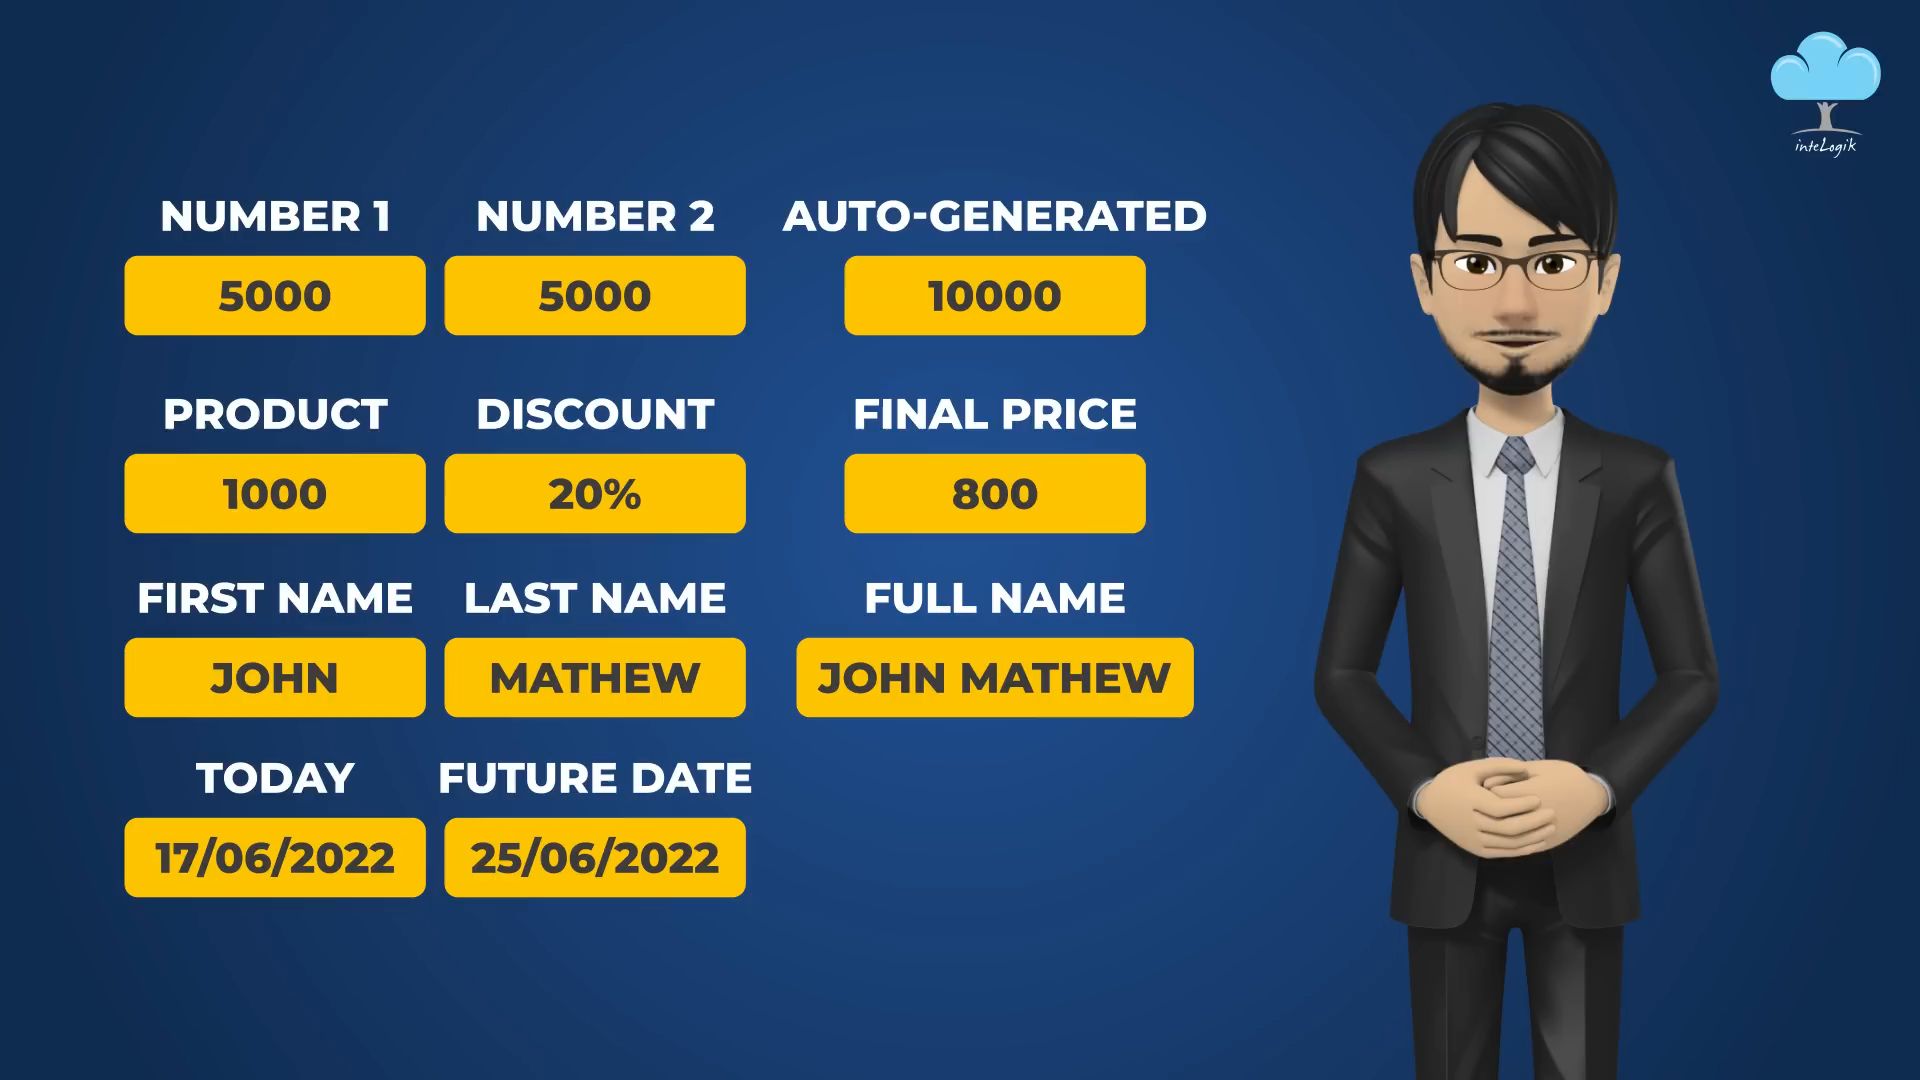 inteLogik
NUMBER 1 NUMBER 2 AUTO-GENERATED
5000 5000 10000
PRODUCT DISCOUNT FINAL PRICE
1000 20% 800
FIRST NAME LAST NAME FULL NAME
JOHN MATHEW JOHN MATHEW
TODAY FUTURE DATE
17/06/2022 25/06/2022